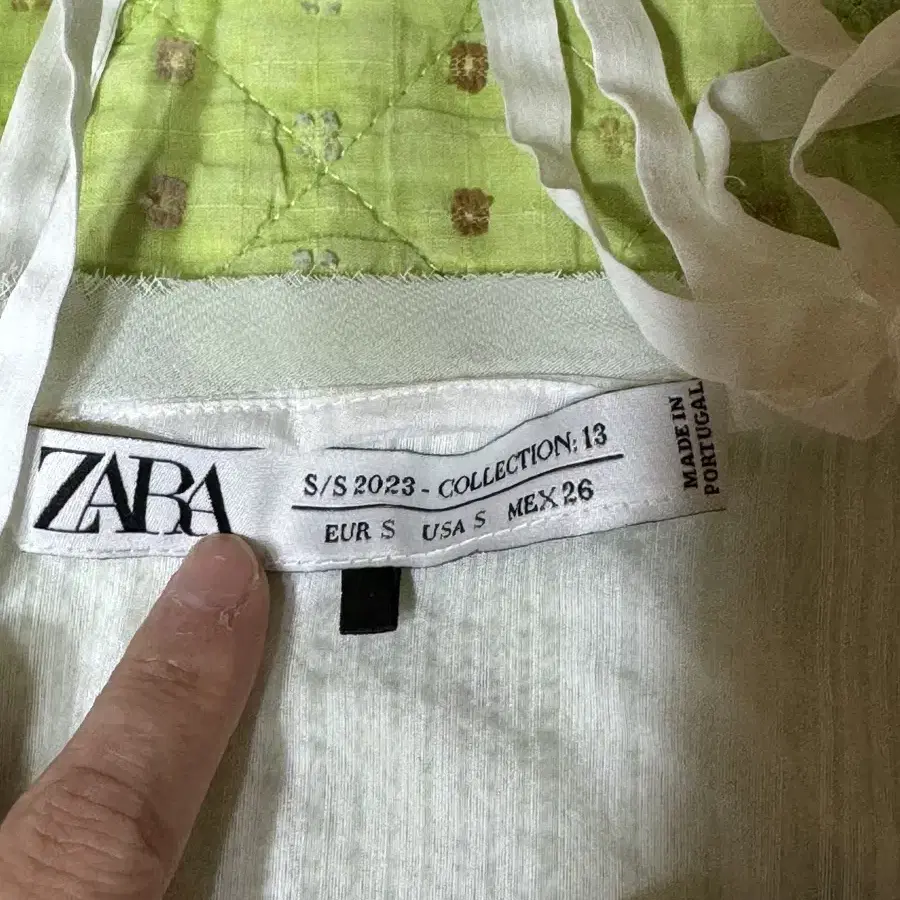 ZARA
S/S 2023 - COLLECTION: 13
EUR S USA S MEX 26
MADE IN
PORTUGAL